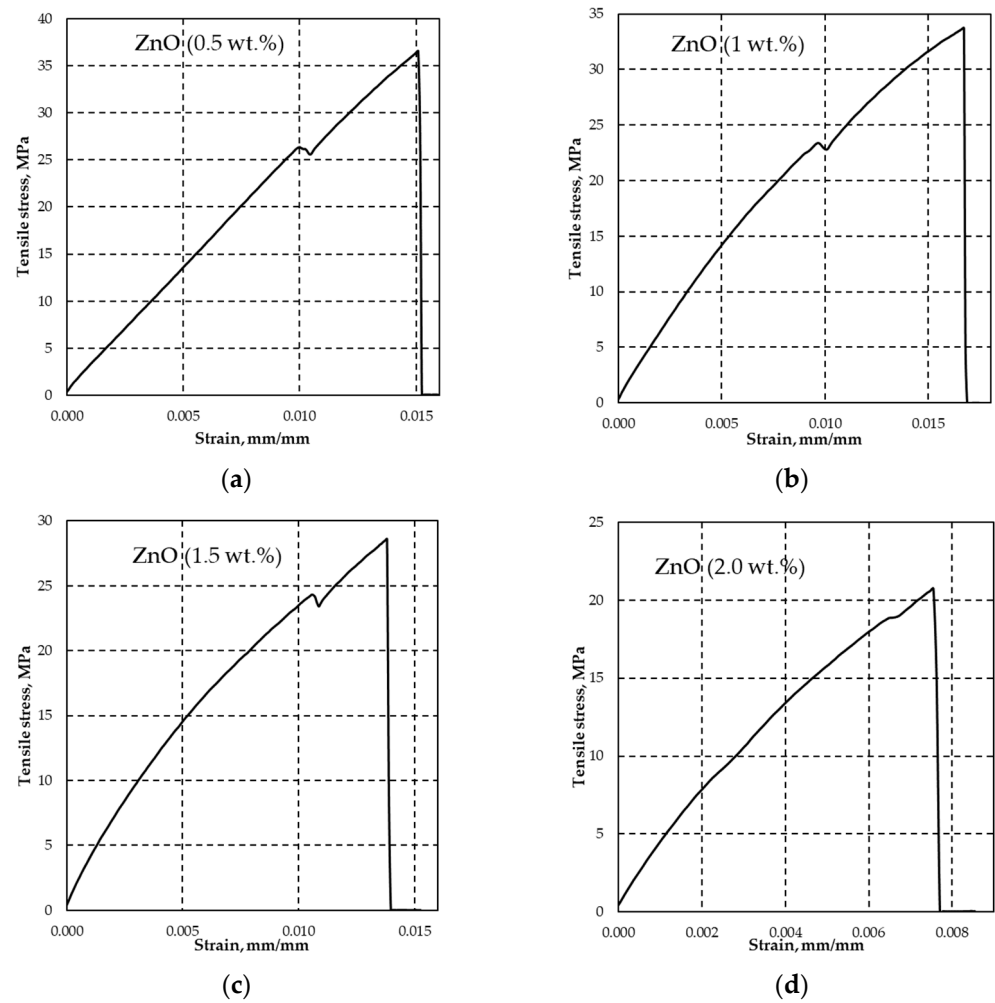 ZnO (0.5 wt.%)
Tensile stress, MPa
40
35
30
25
20
15
10
5
0
0.000 0.005 0.010 0.015
Strain, mm/mm
(a)
ZnO (1 wt.%)
Tensile stress, MPa
35
30
25
20
15
10
5
0
0.000 0.005 0.010 0.015
Strain, mm/mm
(b)
ZnO (1.5 wt.%)
Tensile stress, MPa
30
25
20
15
10
5
0
0.000 0.005 0.010 0.015
Strain, mm/mm
(c)
ZnO (2.0 wt.%)
Tensile stress, MPa
25
20
15
10
5
0
0.000 0.002 0.004 0.006 0.008
Strain, mm/mm
(d)